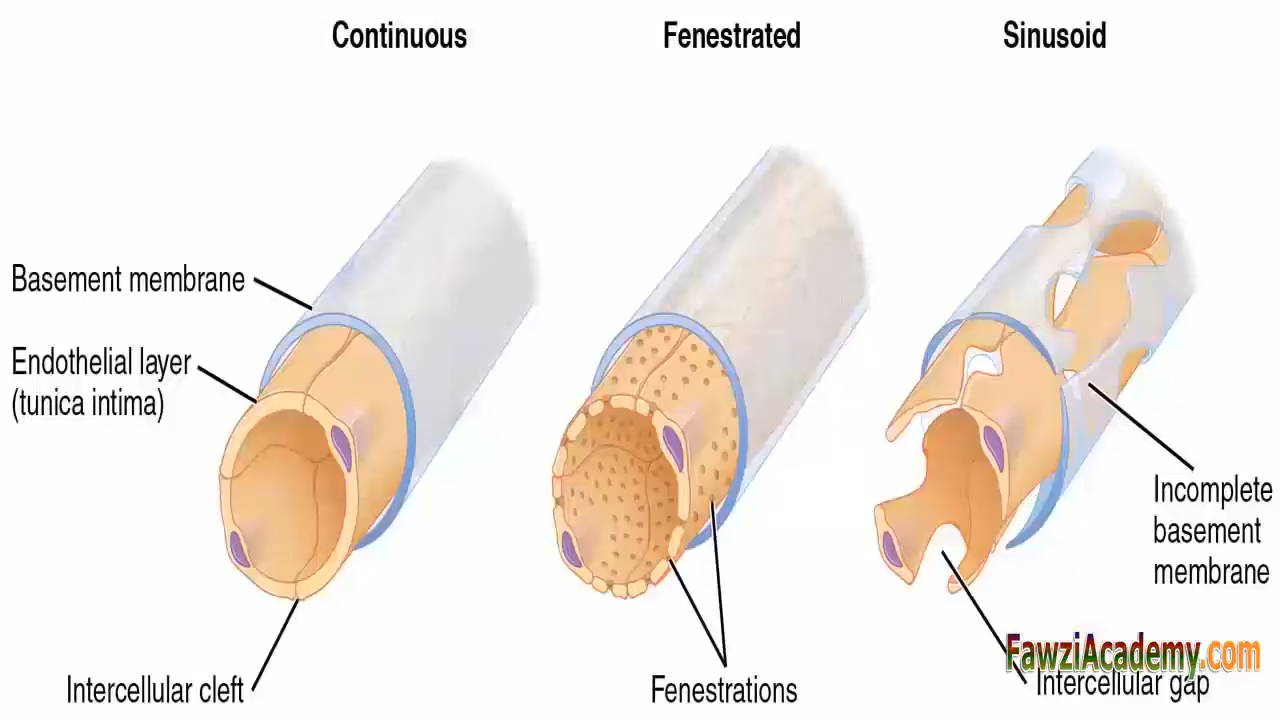 Continuous
Fenestrated
Sinusoid
Basement membrane
Endothelial layer
(tunica intima)
Incomplete
basement
membrane
FawziAcademy.com
Intercellular cleft
Fenestrations
Intercellular gap